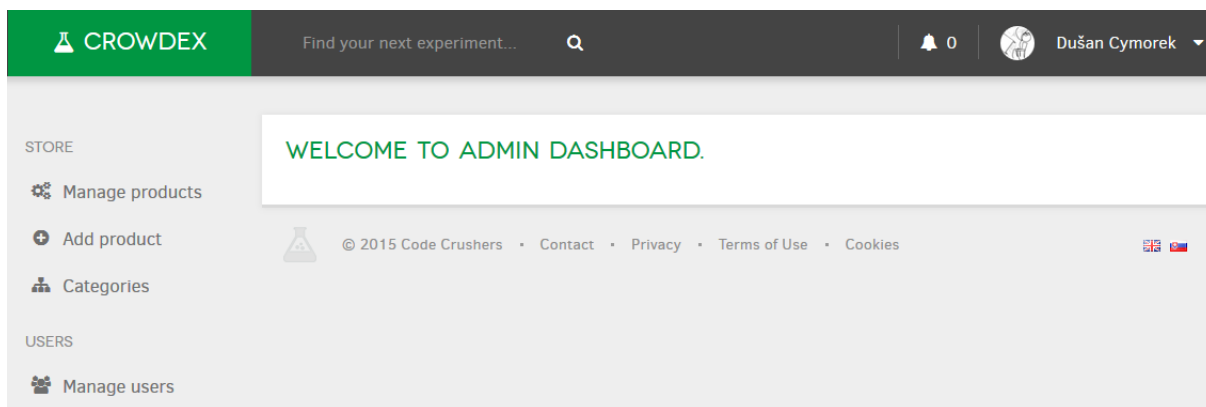 CROWDEX
Find your next experiment...
0
Dušan Cymorek
STORE
Manage products
Add product
Categories
USERS
Manage users
WELCOME TO ADMIN DASHBOARD.
© 2015 Code Crushers • Contact • Privacy • Terms of Use • Cookies